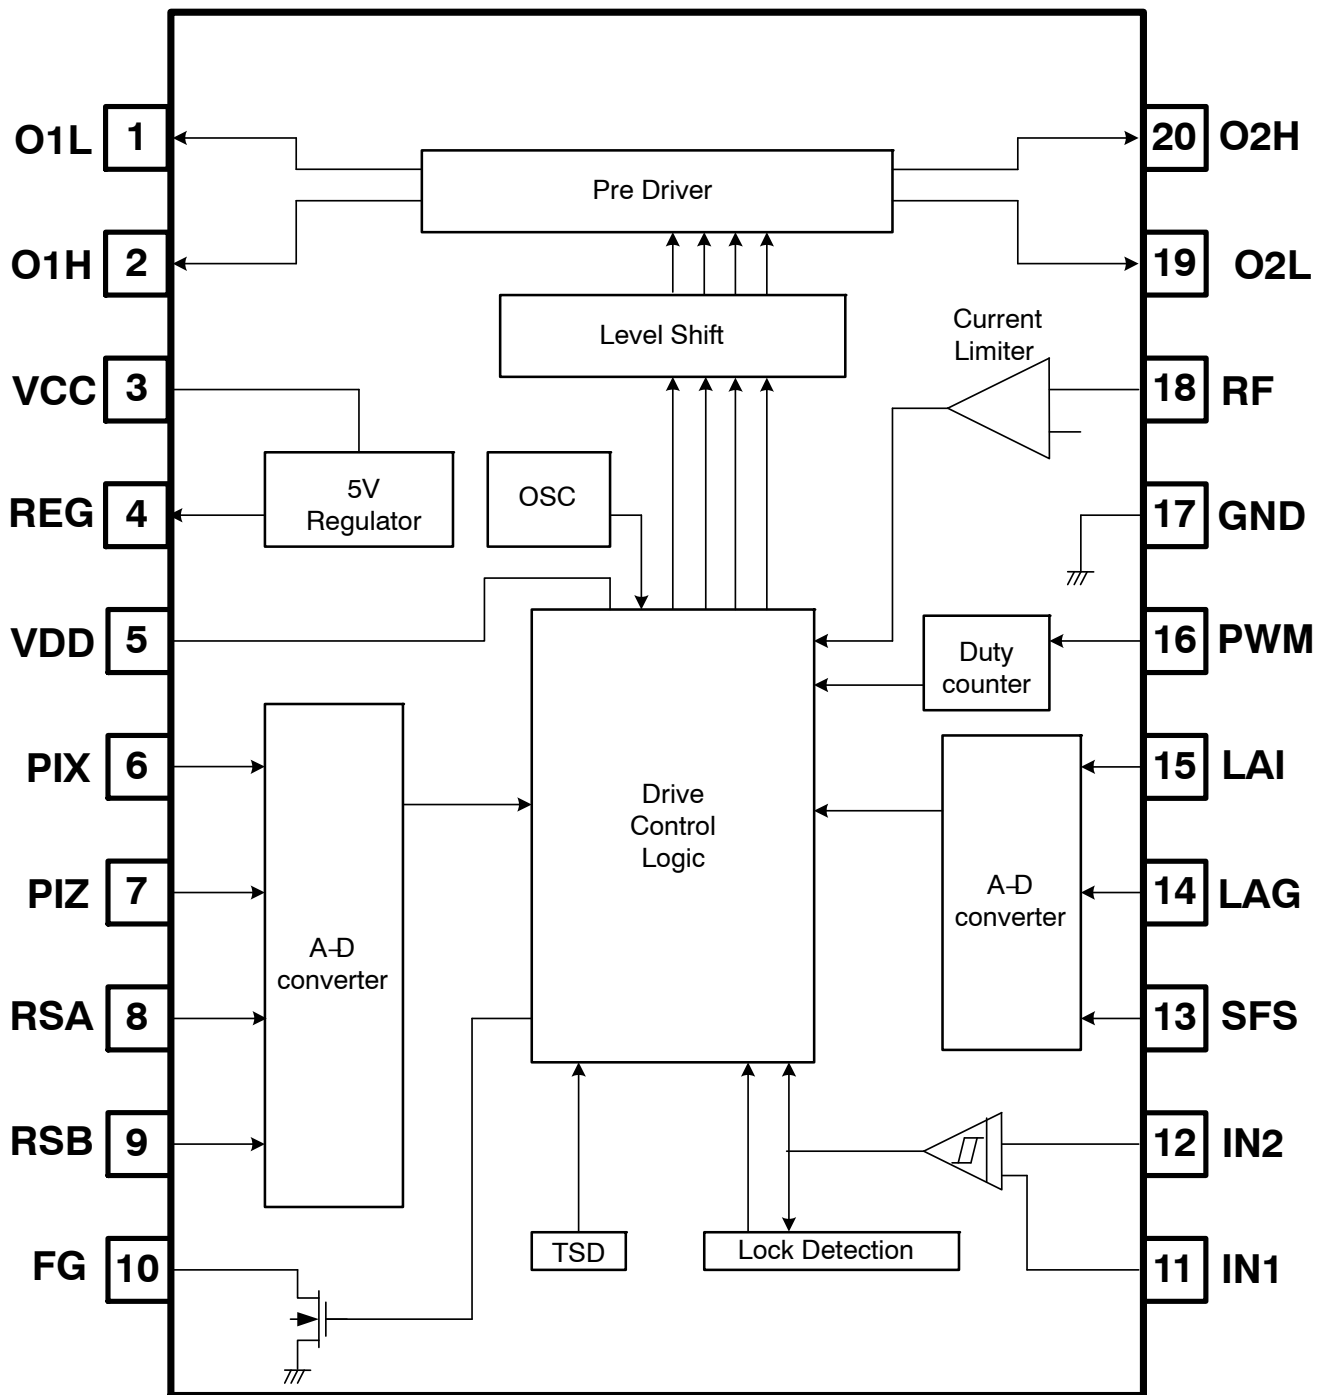 O1L 1
20 O2H
Pre Driver
O1H 2
19 O2L
Level Shift
Current
Limiter
VCC 3
18 RF
REG 4
5V
Regulator
OSC
17 GND
VDD 5
Duty
counter
16 PWM
PIX 6
15 LAI
Drive
Control
Logic
PIZ 7
A-D
converter
14 LAG
A-D
converter
RSA 8
13 SFS
RSB 9
12 IN2
TSD
Lock Detection
FG 10
11 IN1